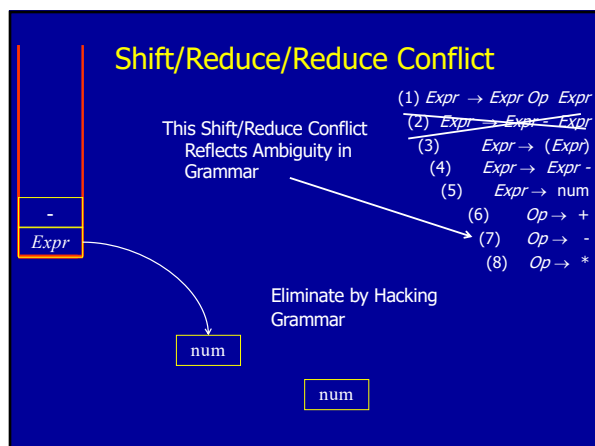 Shift/Reduce/Reduce Conflict
(1) Expr → Expr Op Expr
(2) Expr → Expr - Expr
(3) Expr → (Expr)
(4) Expr → Expr -
(5) Expr → num
(6) Op → +
(7) Op → -
(8) Op → *
This Shift/Reduce Conflict
Reflects Ambiguity in
Grammar
-
Expr
Eliminate by Hacking
Grammar
num
num